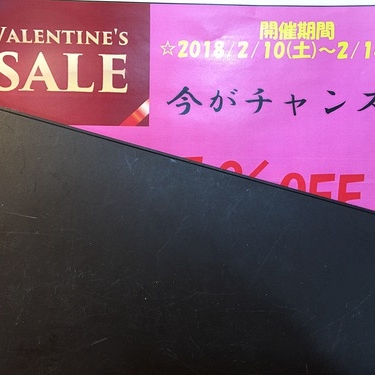 VALENTINE'S
SALE
開催期間
☆2018/2/10(土)～2/1
今がチャンス
% OFF